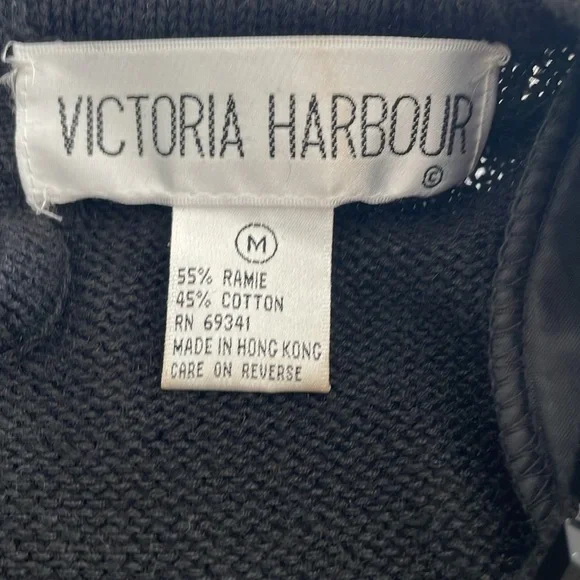 VICTORIA HARBOUR
©
M
55% RAMIE
45% COTTON
RN 69341
MADE IN HONG KONG
CARE ON REVERSE